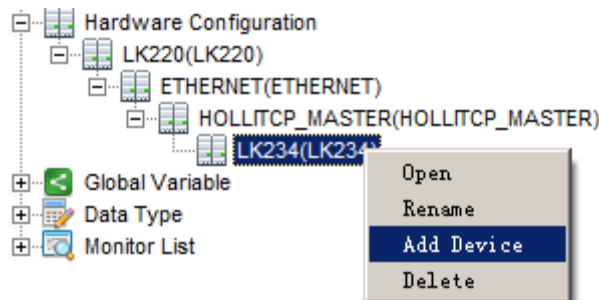 Hardware Configuration
LK220(LK220)
ETHERNET(ETHERNET)
HOLLITCP_MASTER(HOLLITCP_MASTER)
LK234(LK234)
Open
Global Variable
Rename
Data Type
Add Device
Monitor List
Delete